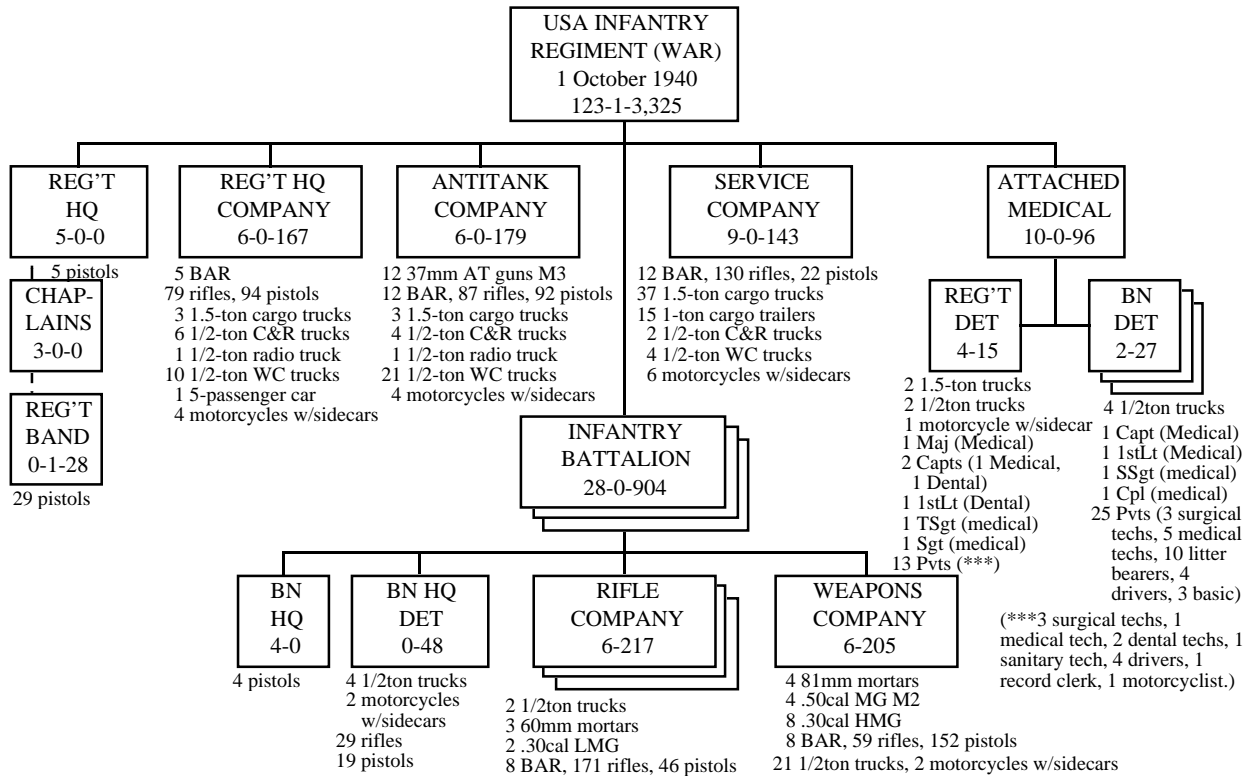 USA INFANTRY
REGIMENT (WAR)
1 October 1940
123-1-3,325
REG'T
HQ
5-0-0
5 pistols
CHAP-
LAINS
3-0-0
REG'T
BAND
0-1-28
29 pistols
REG'T HQ
COMPANY
6-0-167
5 BAR
79 rifles, 94 pistols
3 1.5-ton cargo trucks
6 1/2-ton C&R trucks
1 1/2-ton radio truck
10 1/2-ton WC trucks
1 5-passenger car
4 motorcycles w/sidecars
ANTITANK
COMPANY
6-0-179
12 37mm AT guns M3
12 BAR, 87 rifles, 92 pistols
3 1.5-ton cargo trucks
4 1/2-ton C&R trucks
1 1/2-ton radio truck
21 1/2-ton WC trucks
4 motorcycles w/sidecars
SERVICE
COMPANY
9-0-143
12 BAR, 130 rifles, 22 pistols
37 1.5-ton cargo trucks
15 1-ton cargo trailers
2 1/2-ton C&R trucks
4 1/2-ton WC trucks
6 motorcycles w/sidecars
ATTACHED
MEDICAL
10-0-96
REG'T
DET
4-15
2 1.5-ton trucks
2 1/2ton trucks
1 motorcycle w/sidecar
1 Maj (Medical)
2 Capts (1 Medical,
1 Dental)
1 1stLt (Dental)
1 TSgt (medical)
1 Sgt (medical)
13 Pvts (***)
BN
DET
2-27
4 1/2ton trucks
1 Capt (Medical)
1 1stLt (Medical)
1 SSgt (medical)
1 Cpl (medical)
25 Pvts (3 surgical
techs, 5 medical
techs, 10 litter
bearers, 4
drivers, 3 basic)
(***3 surgical techs, 1
medical tech, 2 dental techs, 1
sanitary tech, 4 drivers, 1
record clerk, 1 motorcyclist.)
INFANTRY
BATTALION
28-0-904
BN
HQ
4-0
4 pistols
BN HQ
DET
0-48
4 1/2ton trucks
2 motorcycles
w/sidecars
29 rifles
19 pistols
RIFLE
COMPANY
6-217
2 1/2ton trucks
3 60mm mortars
2 .30cal LMG
8 BAR, 171 rifles, 46 pistols
WEAPONS
COMPANY
6-205
4 81mm mortars
4 .50cal MG M2
8 .30cal HMG
8 BAR, 59 rifles, 152 pistols
21 1/2ton trucks, 2 motorcycles w/sidecars